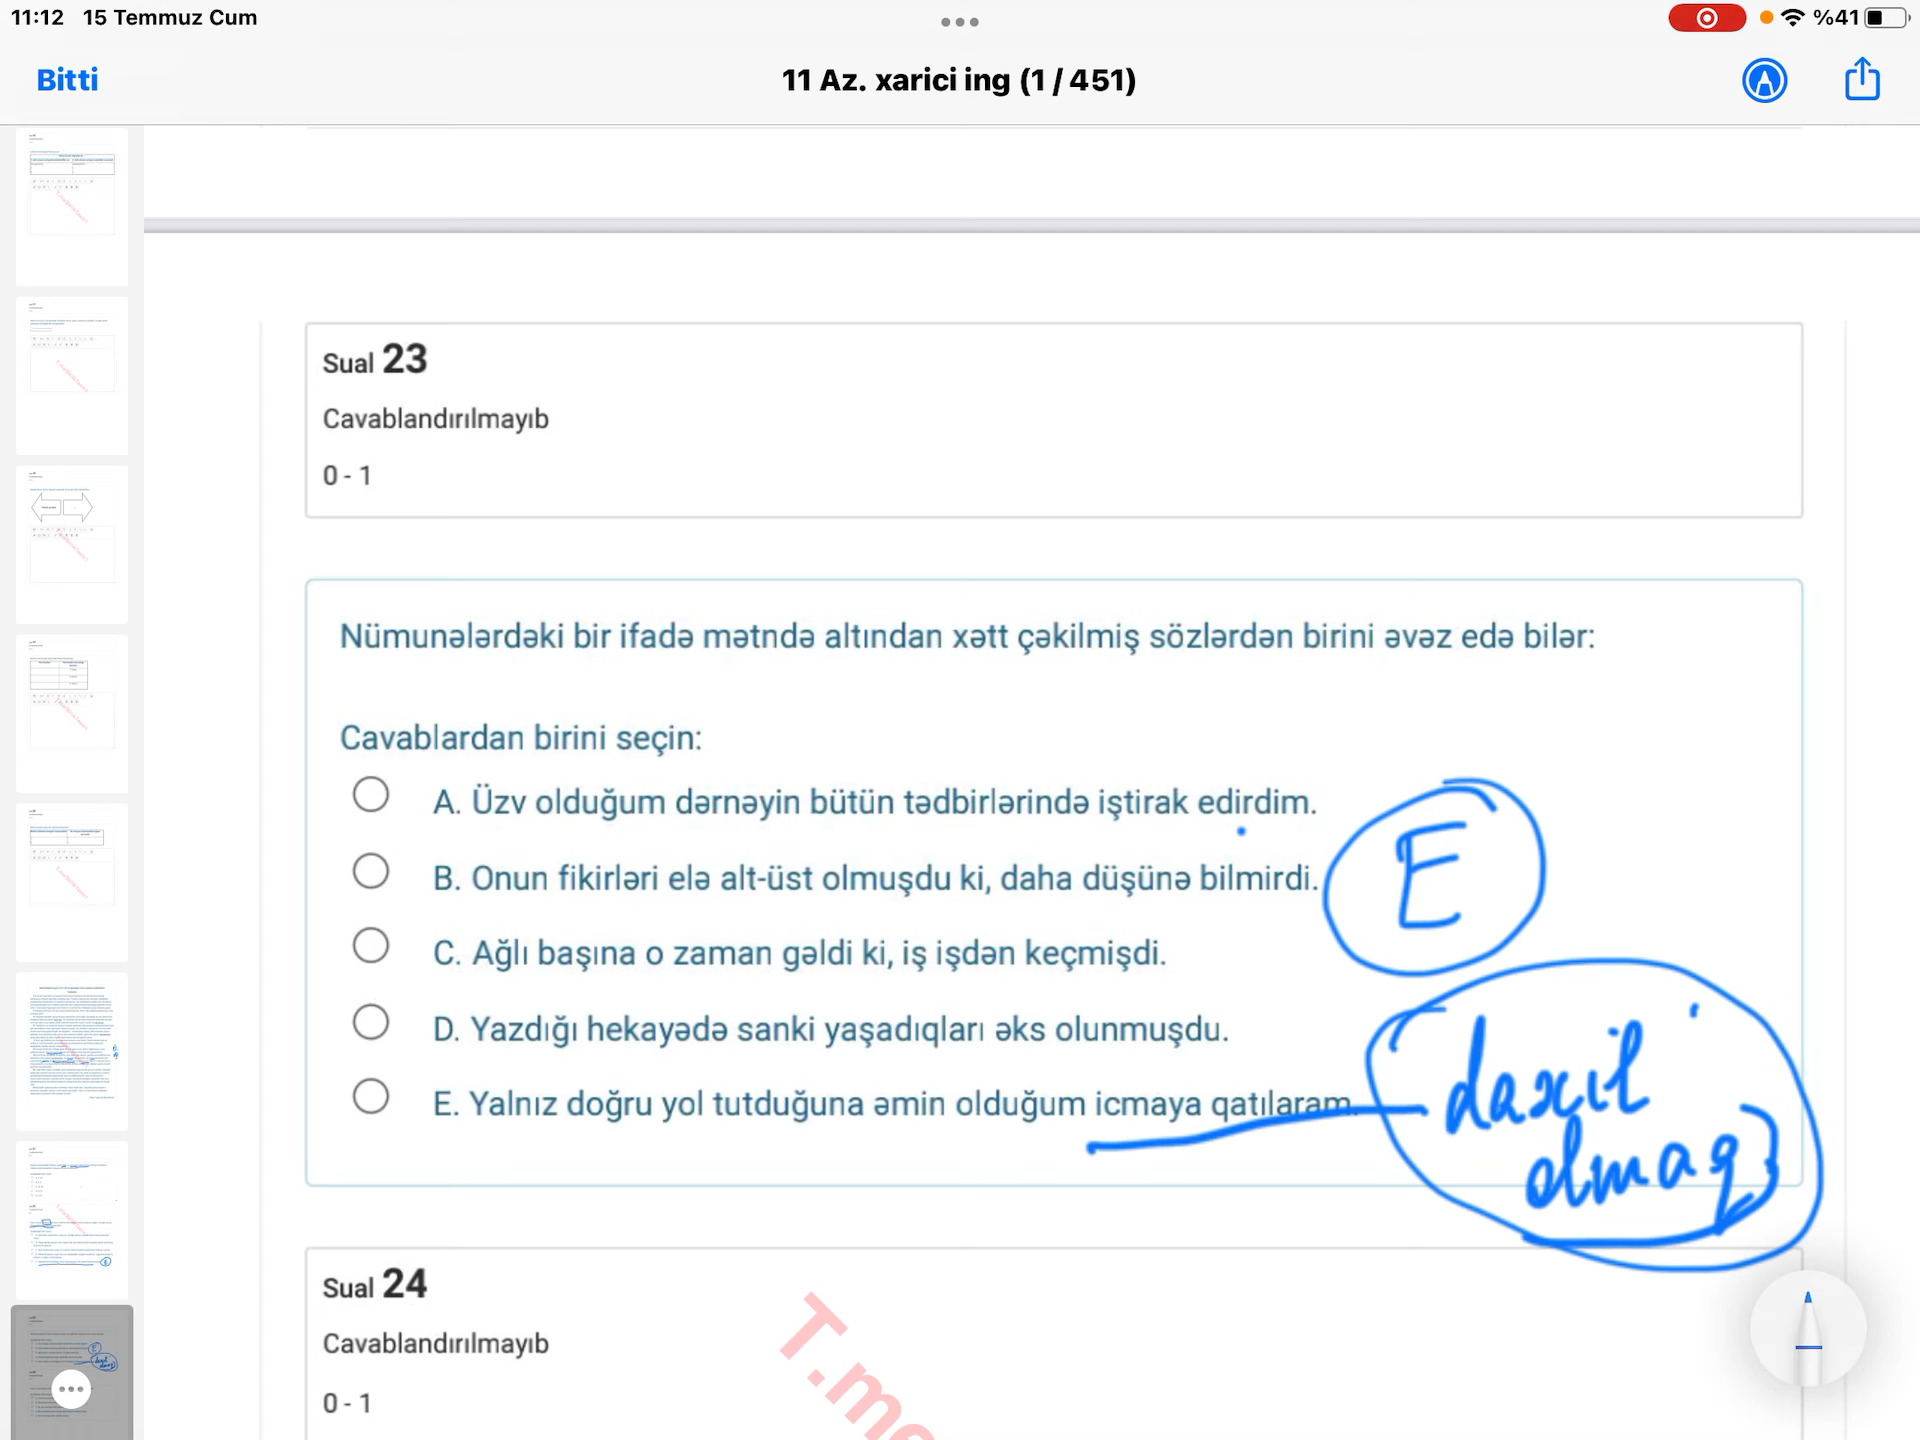 11:12 15 Temmuz Cum
%41
Bitti
11 Az. xarici ing (1 / 451)
Sual 23
Cavablandırılmayıb
0 - 1
Nümunələrdəki bir ifadə mətndə altından xətt çəkilmiş sözlərdən birini əvəz edə bilər:
Cavablardan birini seçin:
A. Üzv olduğum dərnəyin bütün tədbirlərində iştirak edirdim.
B. Onun fikirləri elə alt-üst olmuşdu ki, daha düşünə bilmirdi.
E
C. Ağlı başına o zaman gəldi ki, iş işdən keçmişdi.
D. Yazdığı hekayədə sanki yaşadıqları əks olunmuşdu.
E. Yalnız doğru yol tutduğuna əmin olduğum icmaya qatılaram.
daxil
olmaq
Sual 24
Cavablandırılmayıb
0 - 1
T.me